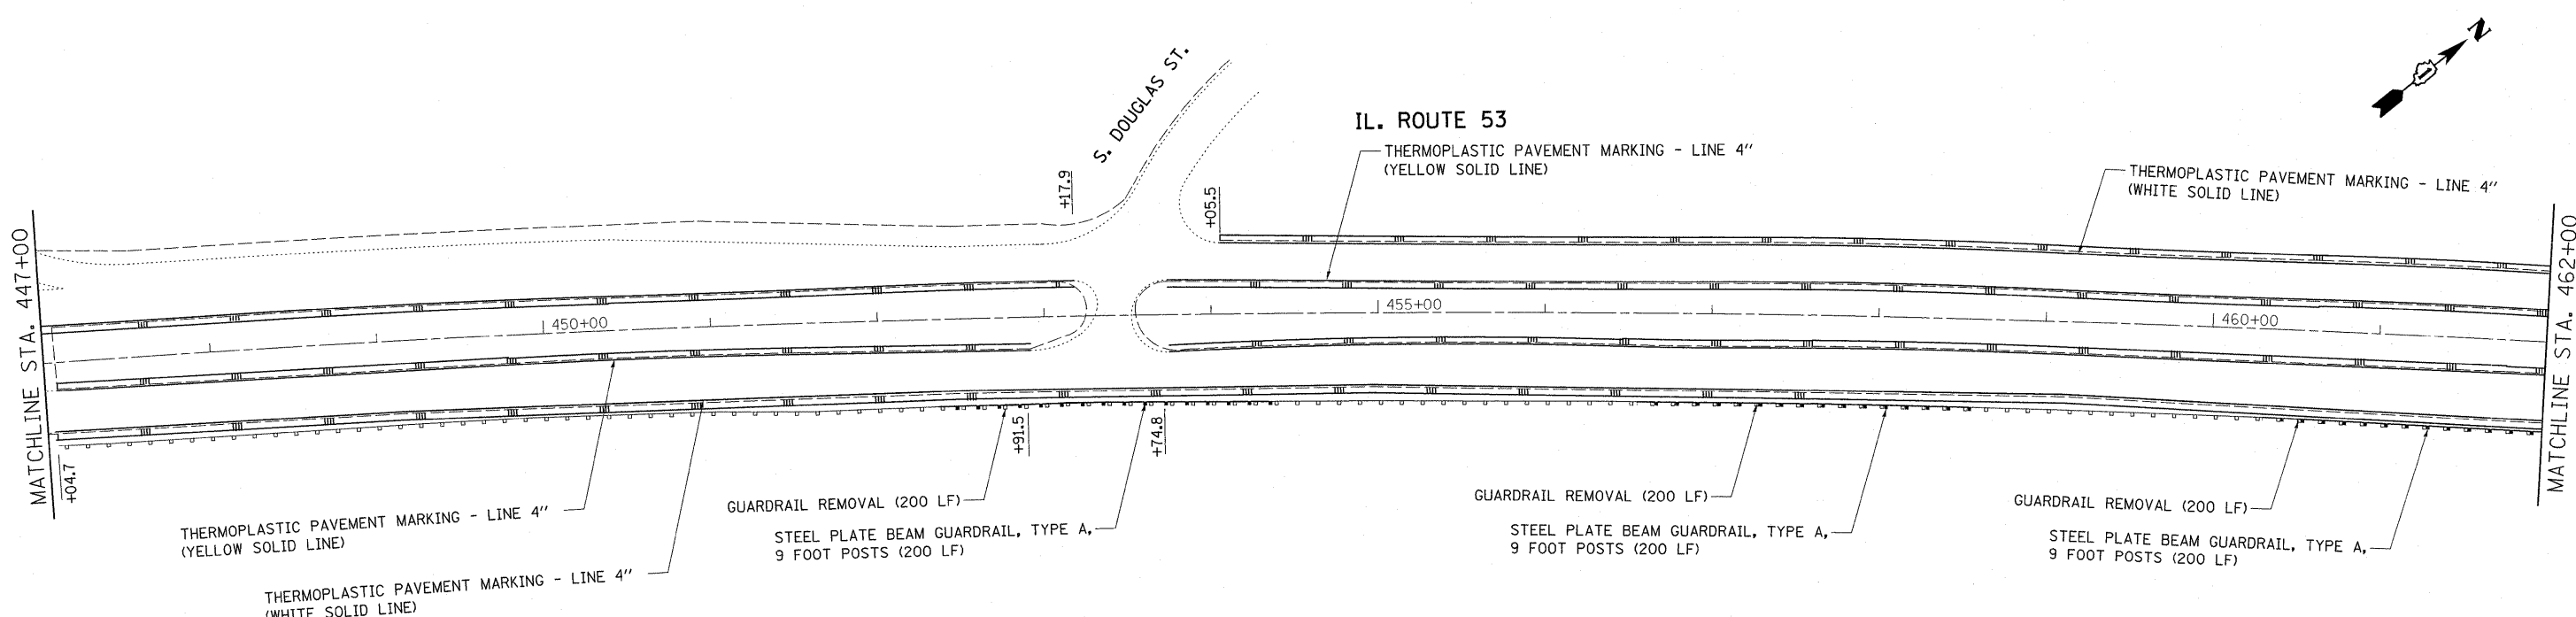 N
S. DOUGLAS ST.
IL. ROUTE 53
THERMOPLASTIC PAVEMENT MARKING - LINE 4"
(YELLOW SOLID LINE)
THERMOPLASTIC PAVEMENT MARKING - LINE 4"
(WHITE SOLID LINE)
+17.9
+05.5
MATCHLINE STA. 447+00
450+00
455+00
460+00
MATCHLINE STA. 462+00
+04.7
+91.5
+74.8
THERMOPLASTIC PAVEMENT MARKING - LINE 4"
(YELLOW SOLID LINE)
THERMOPLASTIC PAVEMENT MARKING - LINE 4"
(WHITE SOLID LINE)
GUARDRAIL REMOVAL (200 LF)
STEEL PLATE BEAM GUARDRAIL, TYPE A,
9 FOOT POSTS (200 LF)
GUARDRAIL REMOVAL (200 LF)
STEEL PLATE BEAM GUARDRAIL, TYPE A,
9 FOOT POSTS (200 LF)
GUARDRAIL REMOVAL (200 LF)
STEEL PLATE BEAM GUARDRAIL, TYPE A,
9 FOOT POSTS (200 LF)